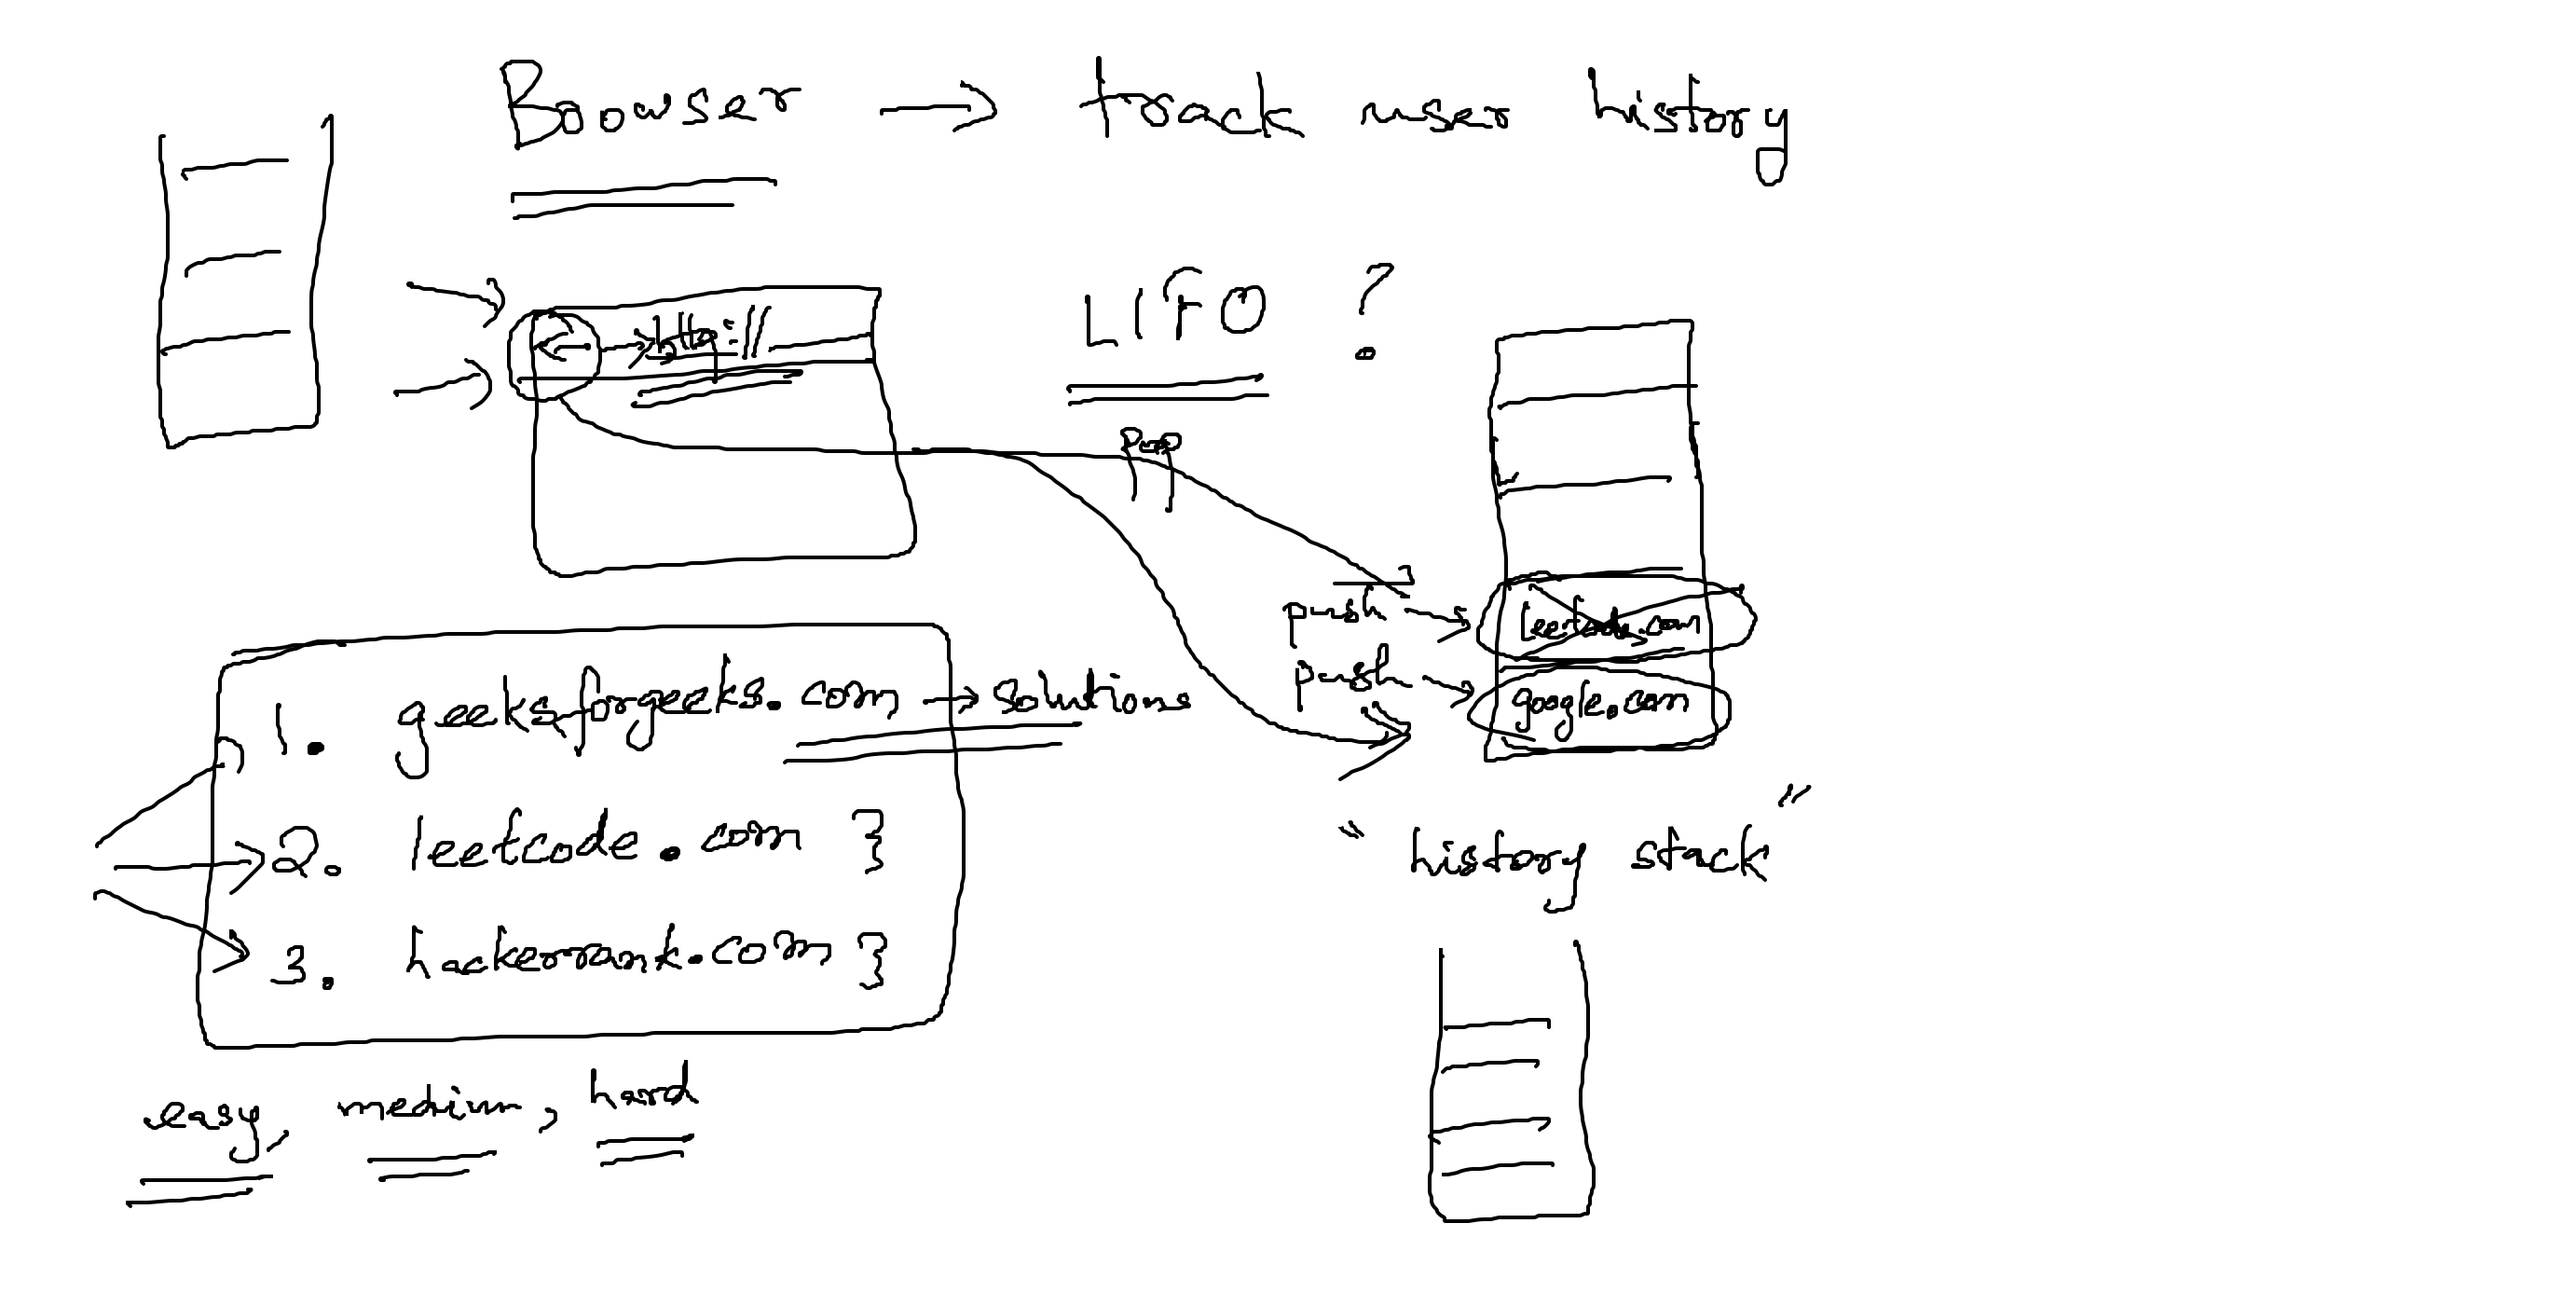 Browser → track user history
← → http://
LIFO ?
pop
push → leetcode.com
push → google.com
"history stack"
1. geeksforgeeks.com → solutions
2. leetcode.com }
3. hackerrank.com }
easy, medium, hard